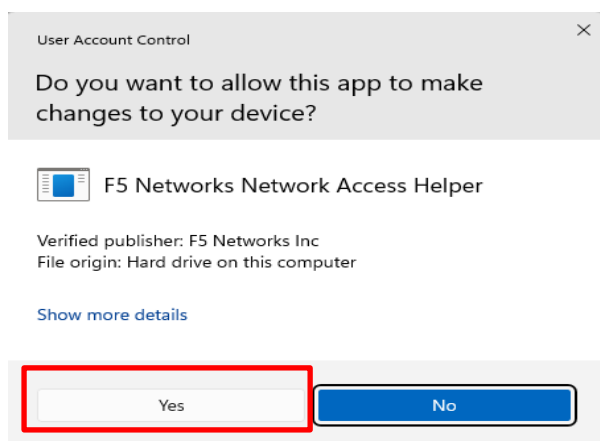 User Account Control
Do you want to allow this app to make
changes to your device?
F5 Networks Network Access Helper
Verified publisher: F5 Networks Inc
File origin: Hard drive on this computer
Show more details
Yes
No